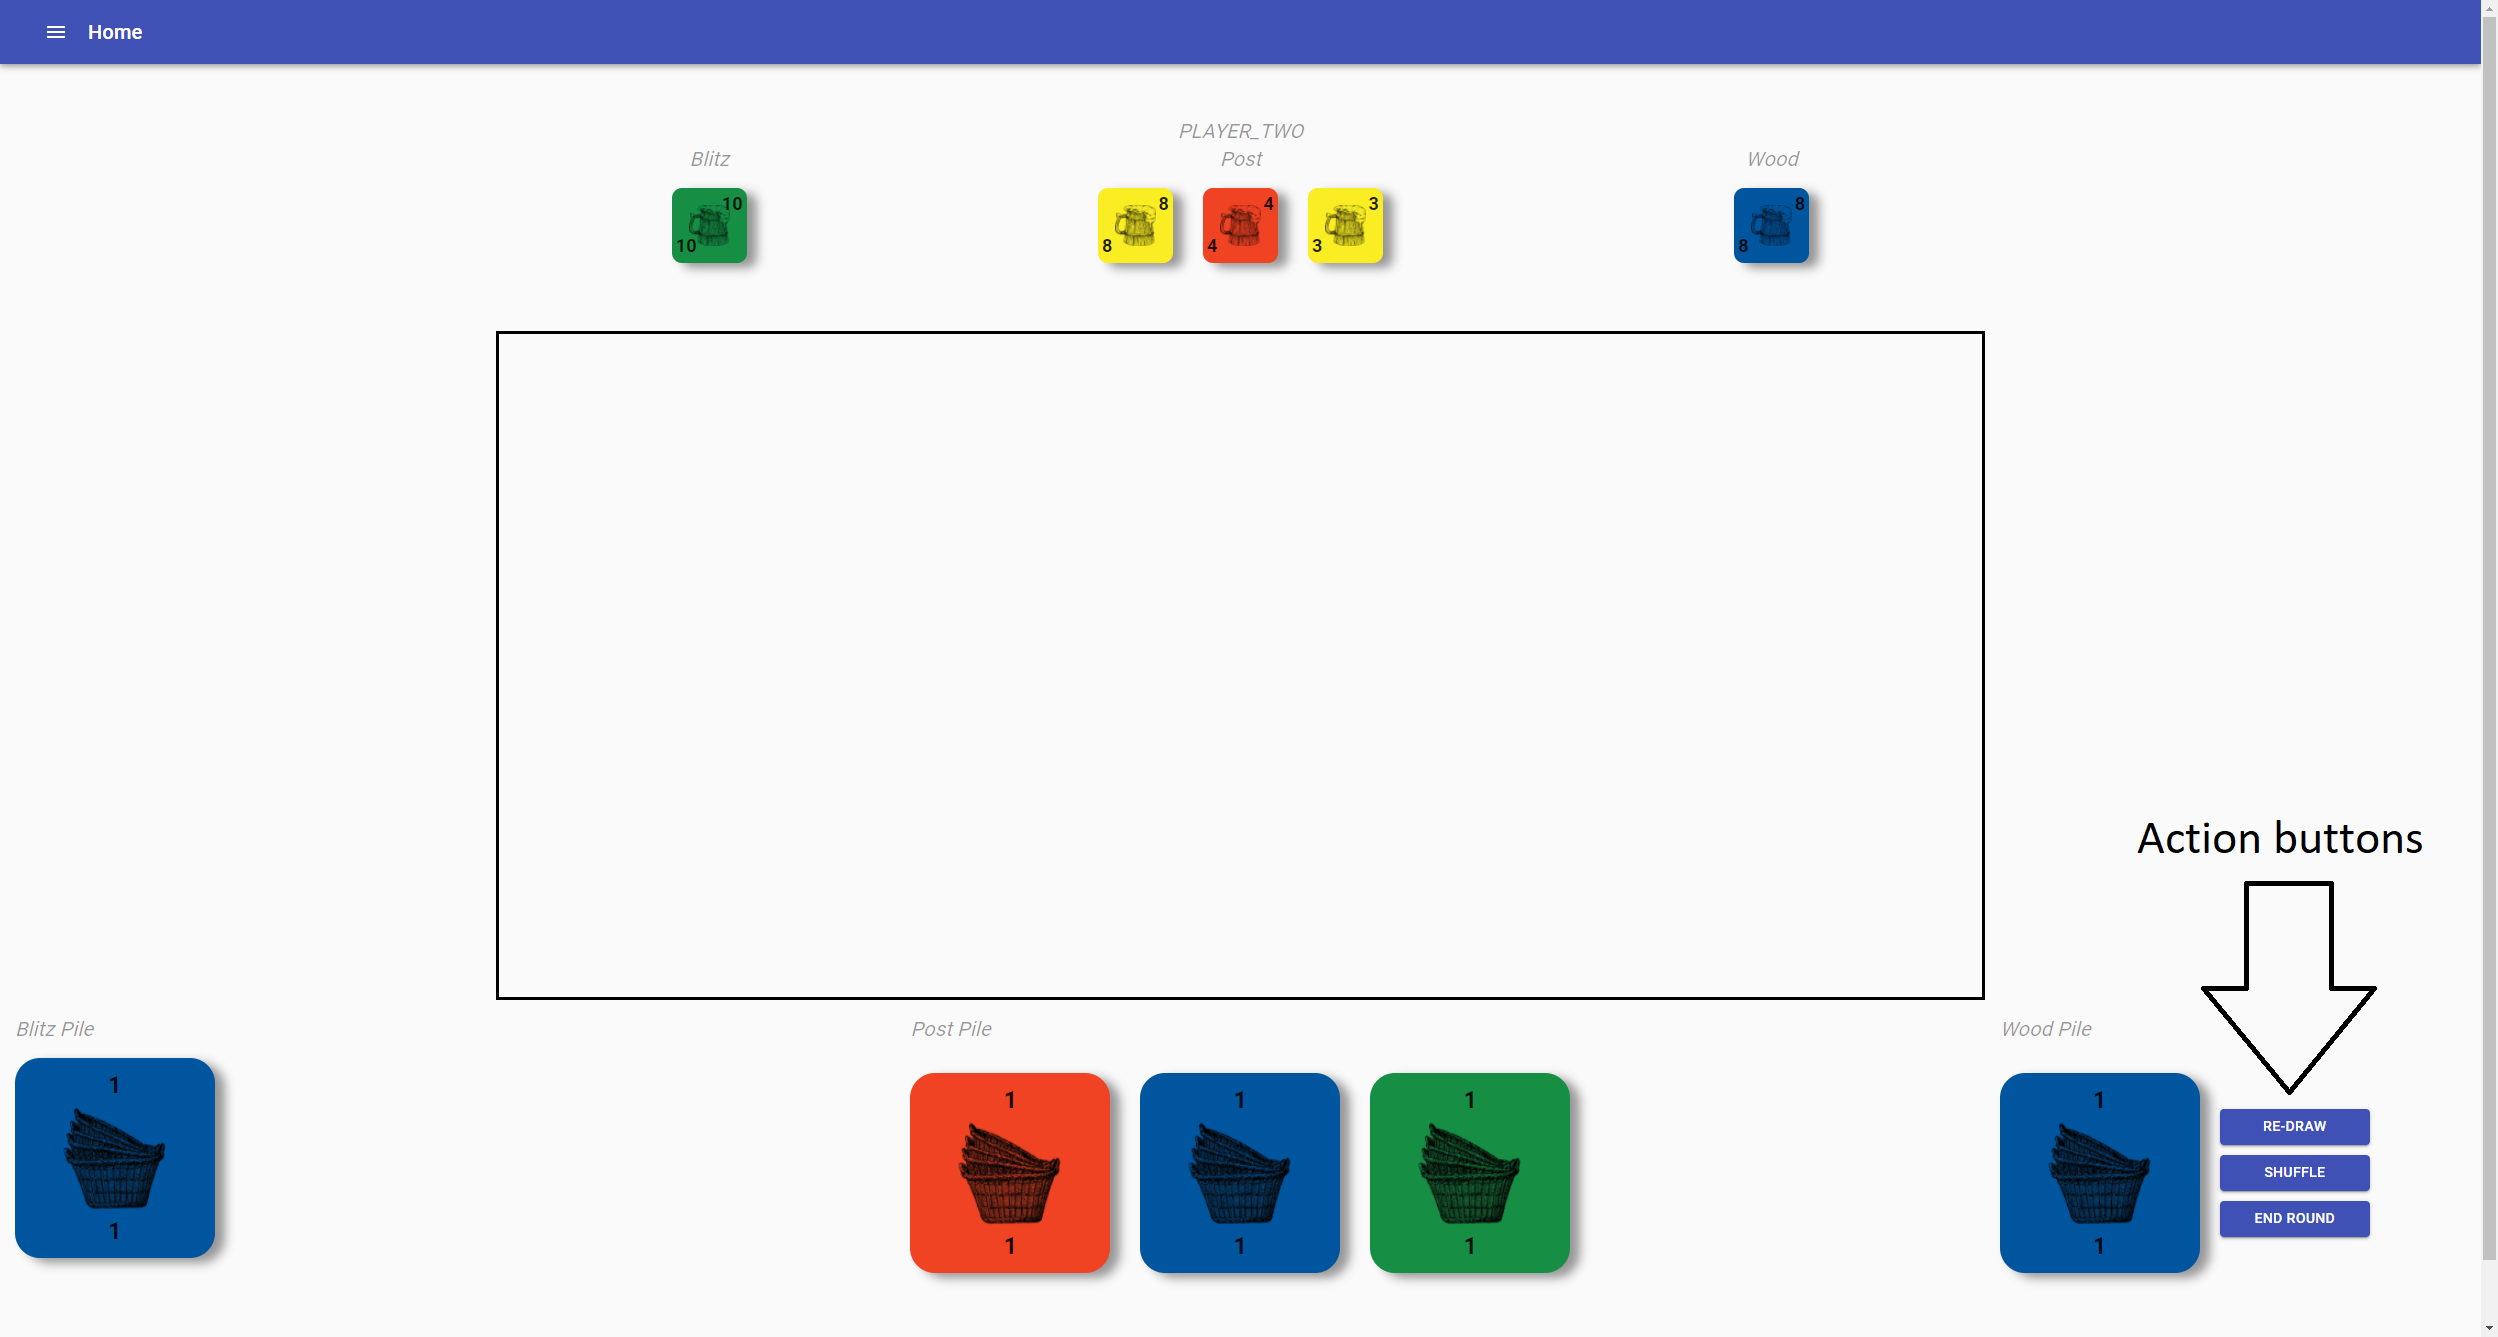 Home
PLAYER_TWO
Blitz
Post
Wood
10
10
8
8
4
4
3
3
8
8
Action buttons
Blitz Pile
Post Pile
Wood Pile
1
1
1
1
1
1
1
1
1
1
RE-DRAW
SHUFFLE
END ROUND